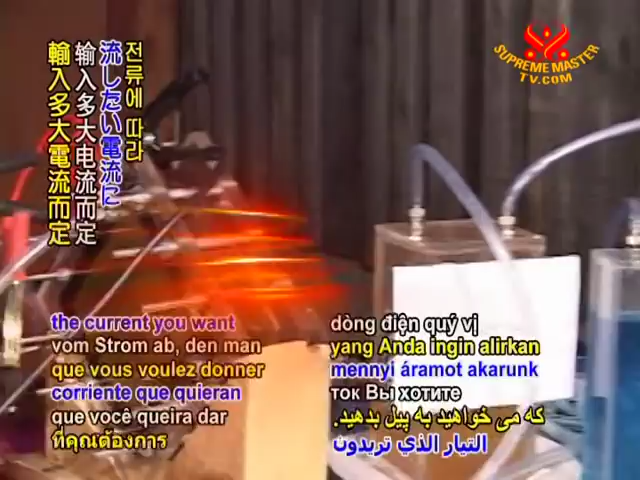 SUPREME MASTER
TV.COM
전류에 따라
流したい電流に
输入多大电流而定
輸入多大電流而定
the current you want
vom Strom ab, den man
que vous voulez donner
corriente que quieran
que você queira dar
ที่คุณต้องการ
dòng điện quý vị
yang Anda ingin alirkan
mennyi áramot akarunk
ток Вы хотите
که می خواهید به پیل بدهید.
التيار الذي تريدون